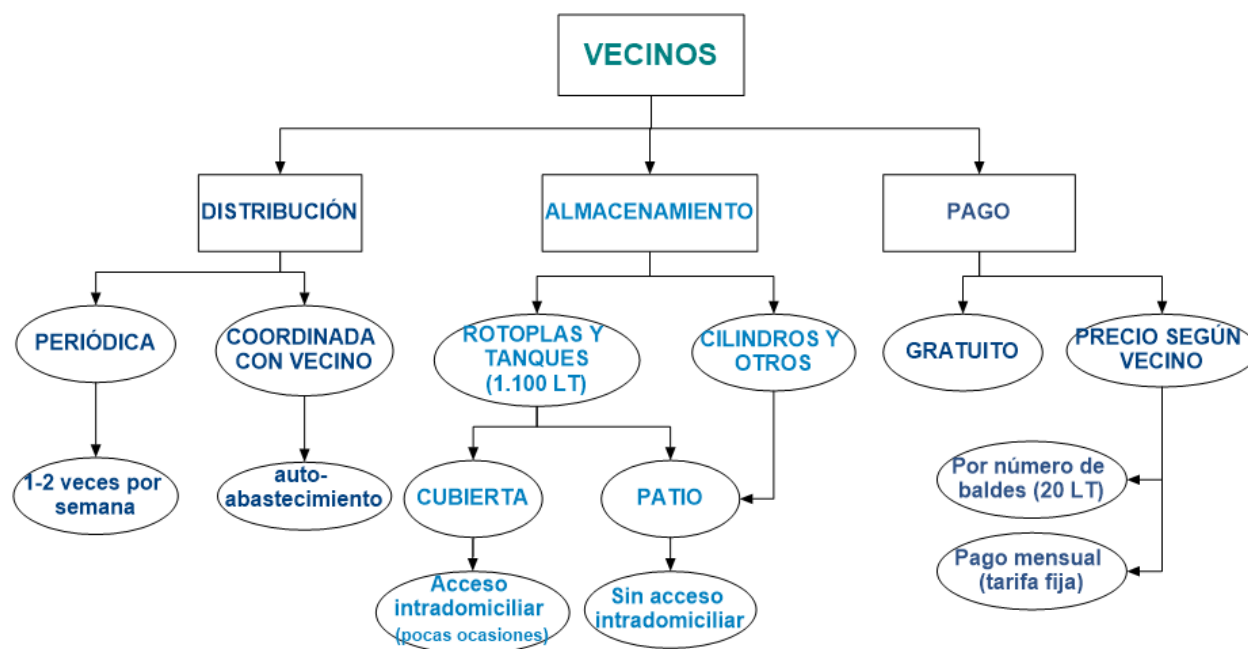 VECINOS
DISTRIBUCIÓN
ALMACENAMIENTO
PAGO
PERIÓDICA
COORDINADA
CON VECINO
ROTOPLAS Y
TANQUES
(1.100 LT)
CILINDROS Y
OTROS
GRATUITO
PRECIO SEGÚN
VECINO
1-2 veces por
semana
auto-
abastecimiento
CUBIERTA
PATIO
Por número de
baldes (20 LT)
Acceso
intradomiciliar
(pocas ocasiones)
Sin acceso
intradomiciliar
Pago mensual
(tarifa fija)